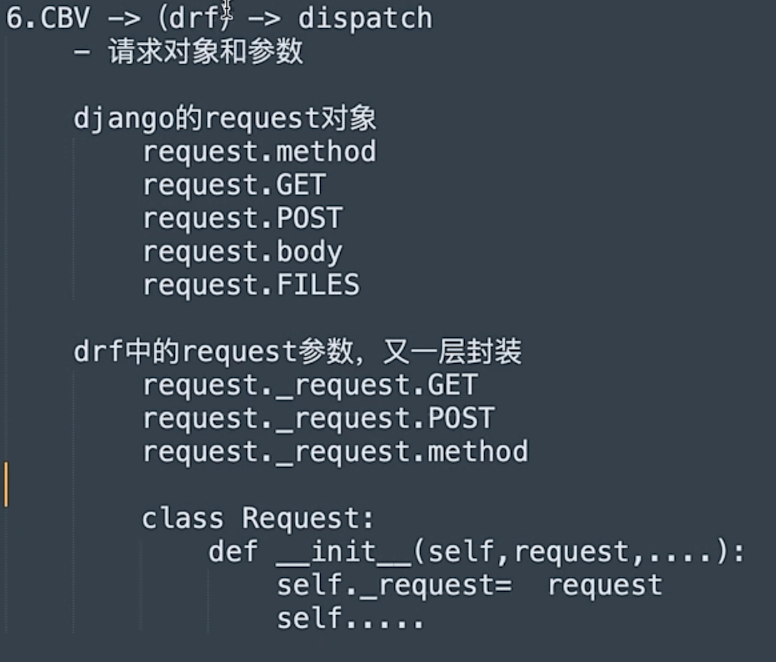 6.CBV -> (drf) -> dispatch
- 请求对象和参数
django的request对象
request.method
request.GET
request.POST
request.body
request.FILES
drf中的request参数，又一层封装
request._request.GET
request._request.POST
request._request.method
class Request:
def __init__(self,request,....):
self._request=  request
self.....